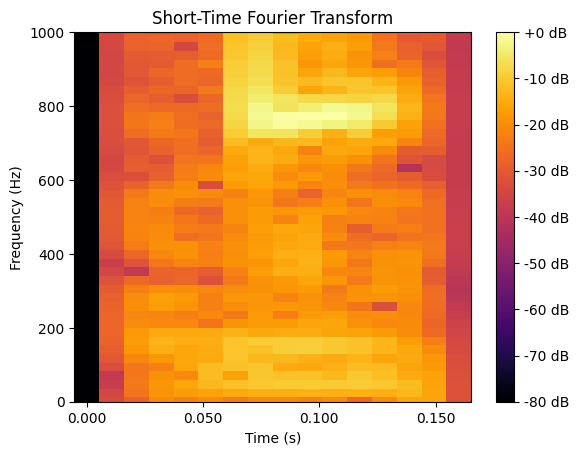 Short-Time Fourier Transform
1000
800
600
400
200
0
Frequency (Hz)
0.000
0.050
0.100
0.150
Time (s)
+0 dB
-10 dB
-20 dB
-30 dB
-40 dB
-50 dB
-60 dB
-70 dB
-80 dB